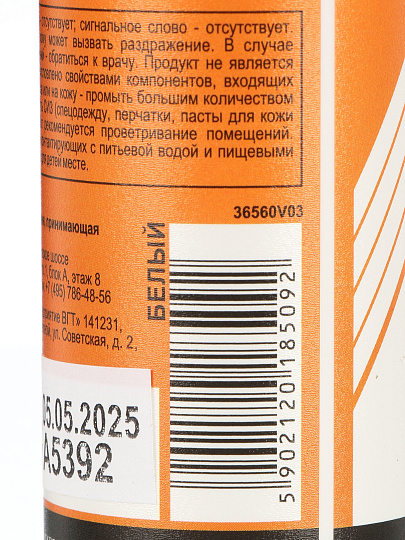 сигнальное слово - отсутствует.
может вызвать раздражение. В случае
- обратиться к врачу. Продукт не является
свойствами компонентов, входящих
на кожу - промыть большим количеством
СИЗ (спецодежду, перчатки, пасты для кожи
рекомендуется проветривание помещений.
с питьевой водой и пищевыми
для детей месте.
36560V03
принимающая
шоссе
блок А, этаж 8
+7 (495) 786-48-56
ВГТ» 141231,
ул. Советская, д. 2,
БЕЛЫЙ
5 902120 185092
05.05.2025
A5392